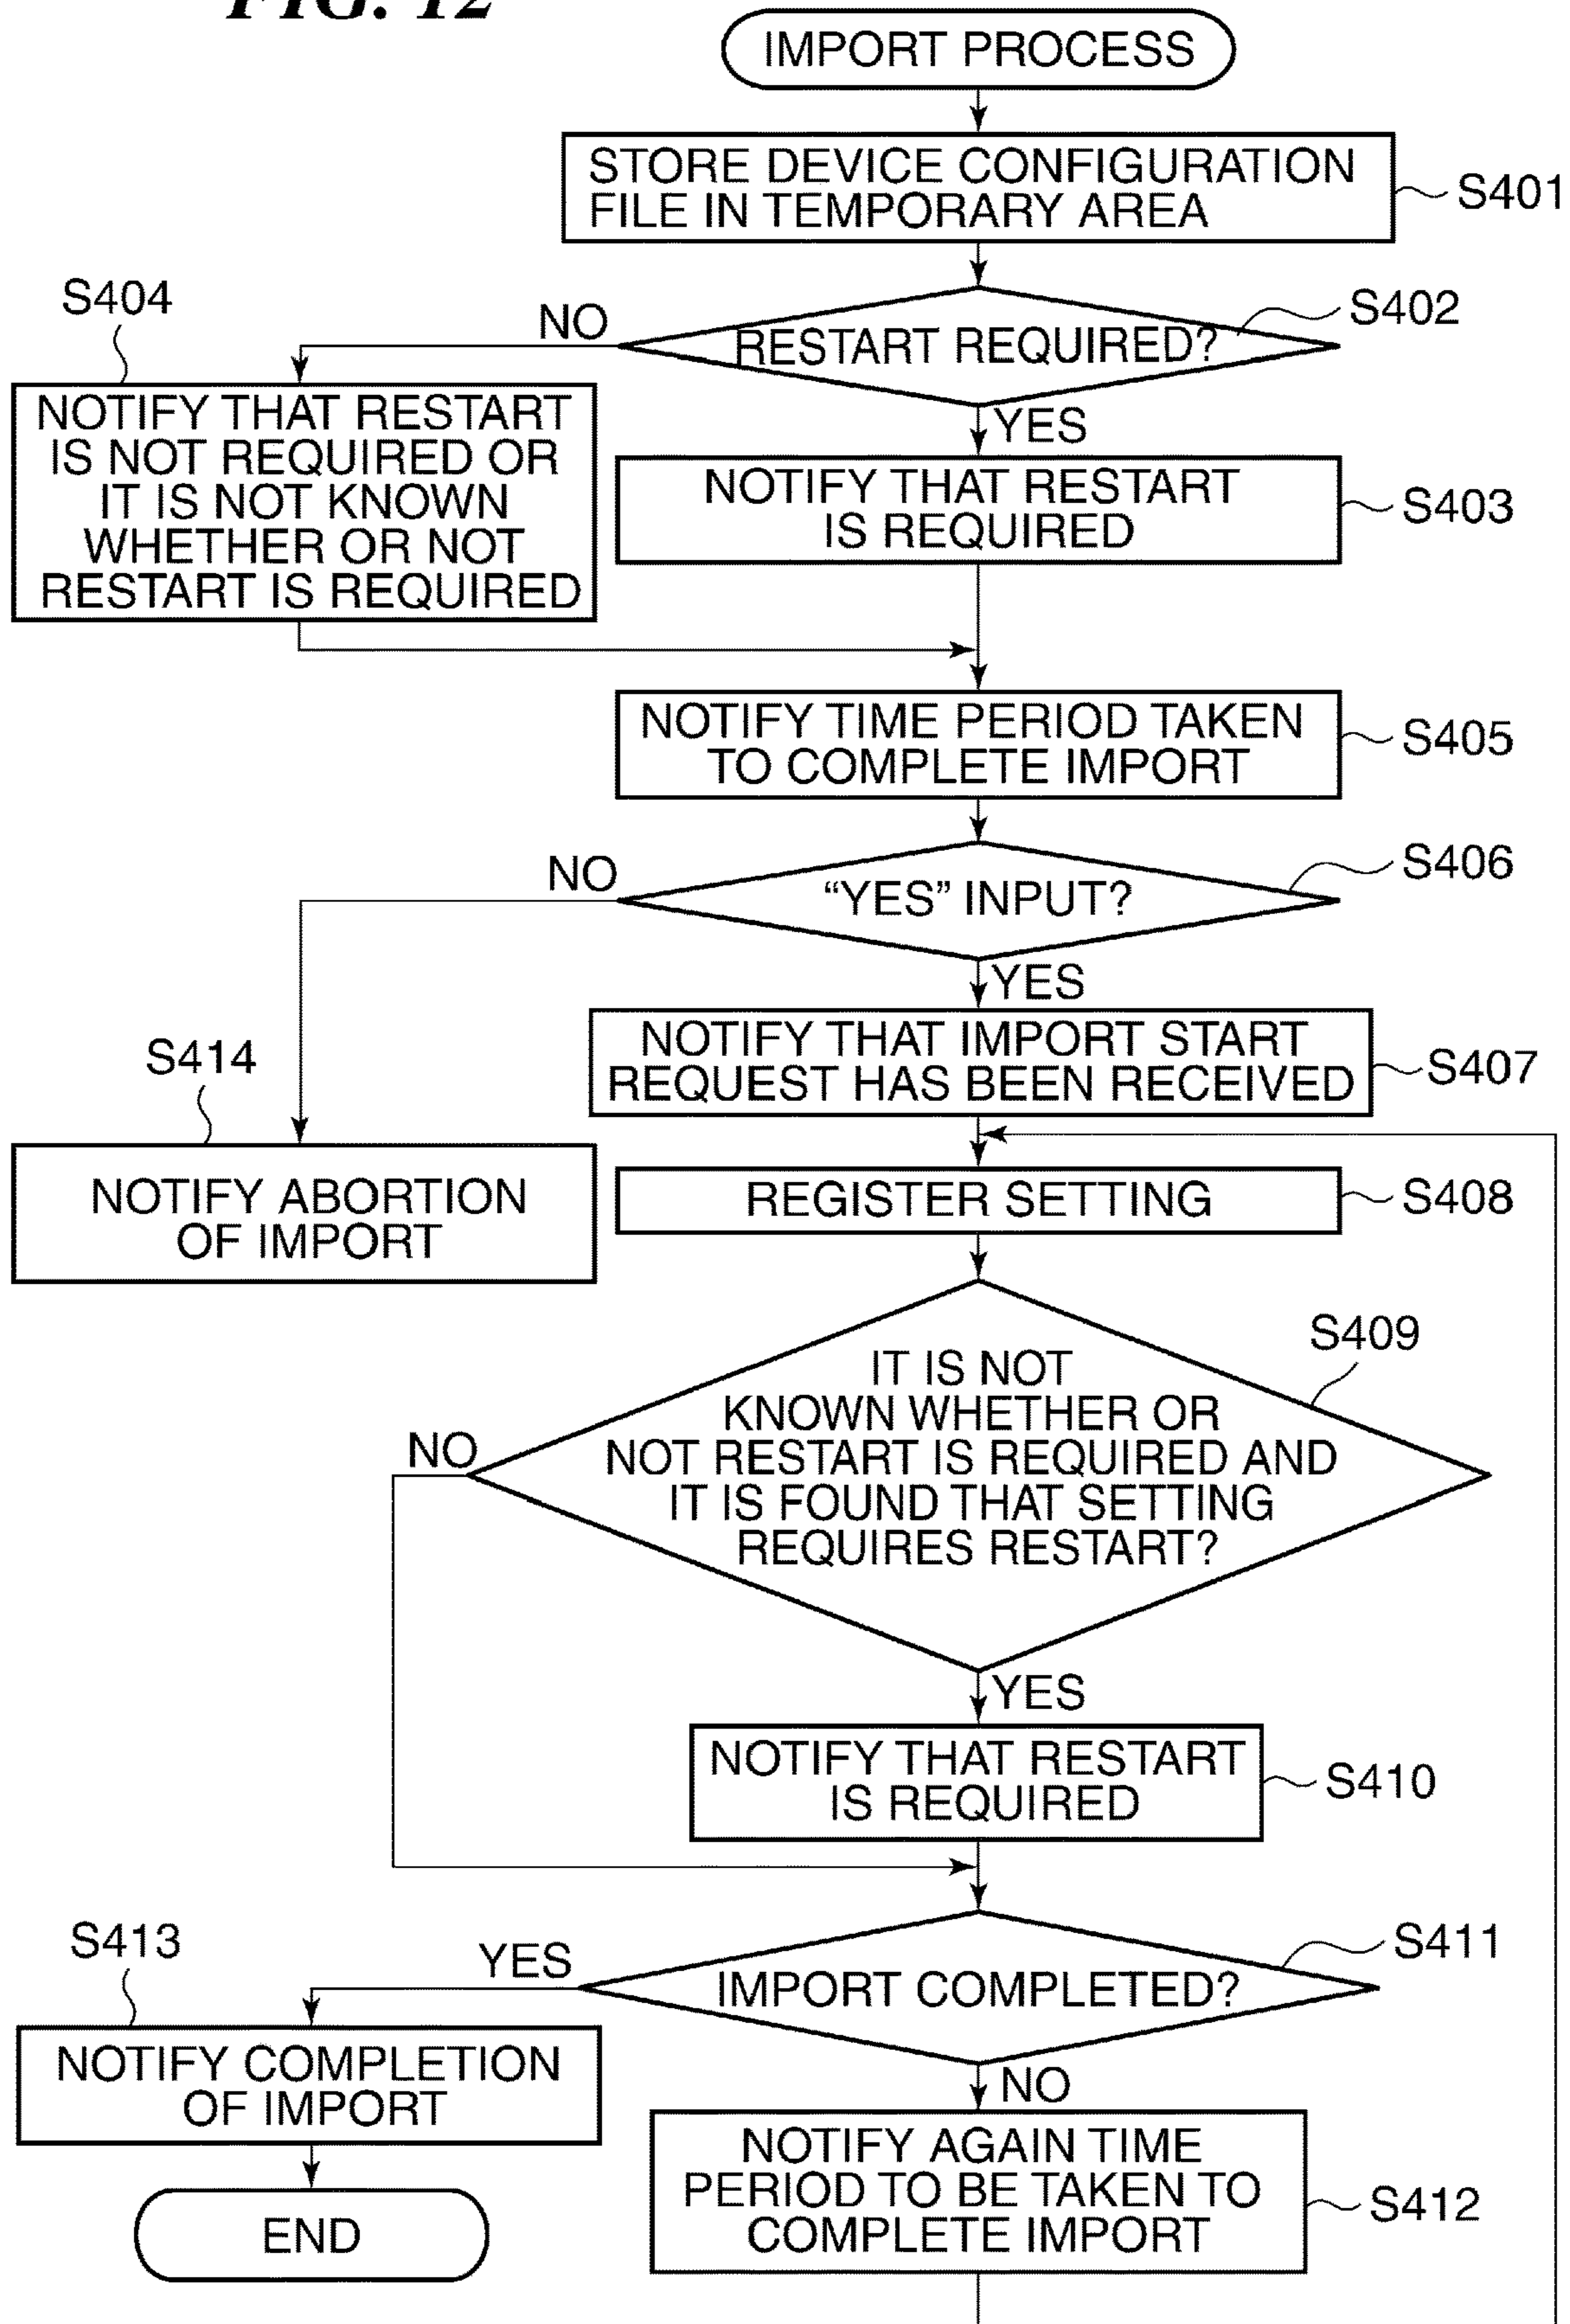 FIG. 12
IMPORT PROCESS
STORE DEVICE CONFIGURATION
FILE IN TEMPORARY AREA
S401
RESTART REQUIRED?
S402
NO
YES
S404
NOTIFY THAT RESTART
IS NOT REQUIRED OR
IT IS NOT KNOWN
WHETHER OR NOT
RESTART IS REQUIRED
NOTIFY THAT RESTART
IS REQUIRED
S403
NOTIFY TIME PERIOD TAKEN
TO COMPLETE IMPORT
S405
“YES” INPUT?
S406
NO
YES
NOTIFY THAT IMPORT START
REQUEST HAS BEEN RECEIVED
S407
S414
NOTIFY ABORTION
OF IMPORT
REGISTER SETTING
S408
IT IS NOT
KNOWN WHETHER OR
NOT RESTART IS REQUIRED AND
IT IS FOUND THAT SETTING
REQUIRES RESTART?
S409
NO
YES
NOTIFY THAT RESTART
IS REQUIRED
S410
IMPORT COMPLETED?
S411
YES
NO
S413
NOTIFY COMPLETION
OF IMPORT
END
NOTIFY AGAIN TIME
PERIOD TO BE TAKEN TO
COMPLETE IMPORT
S412